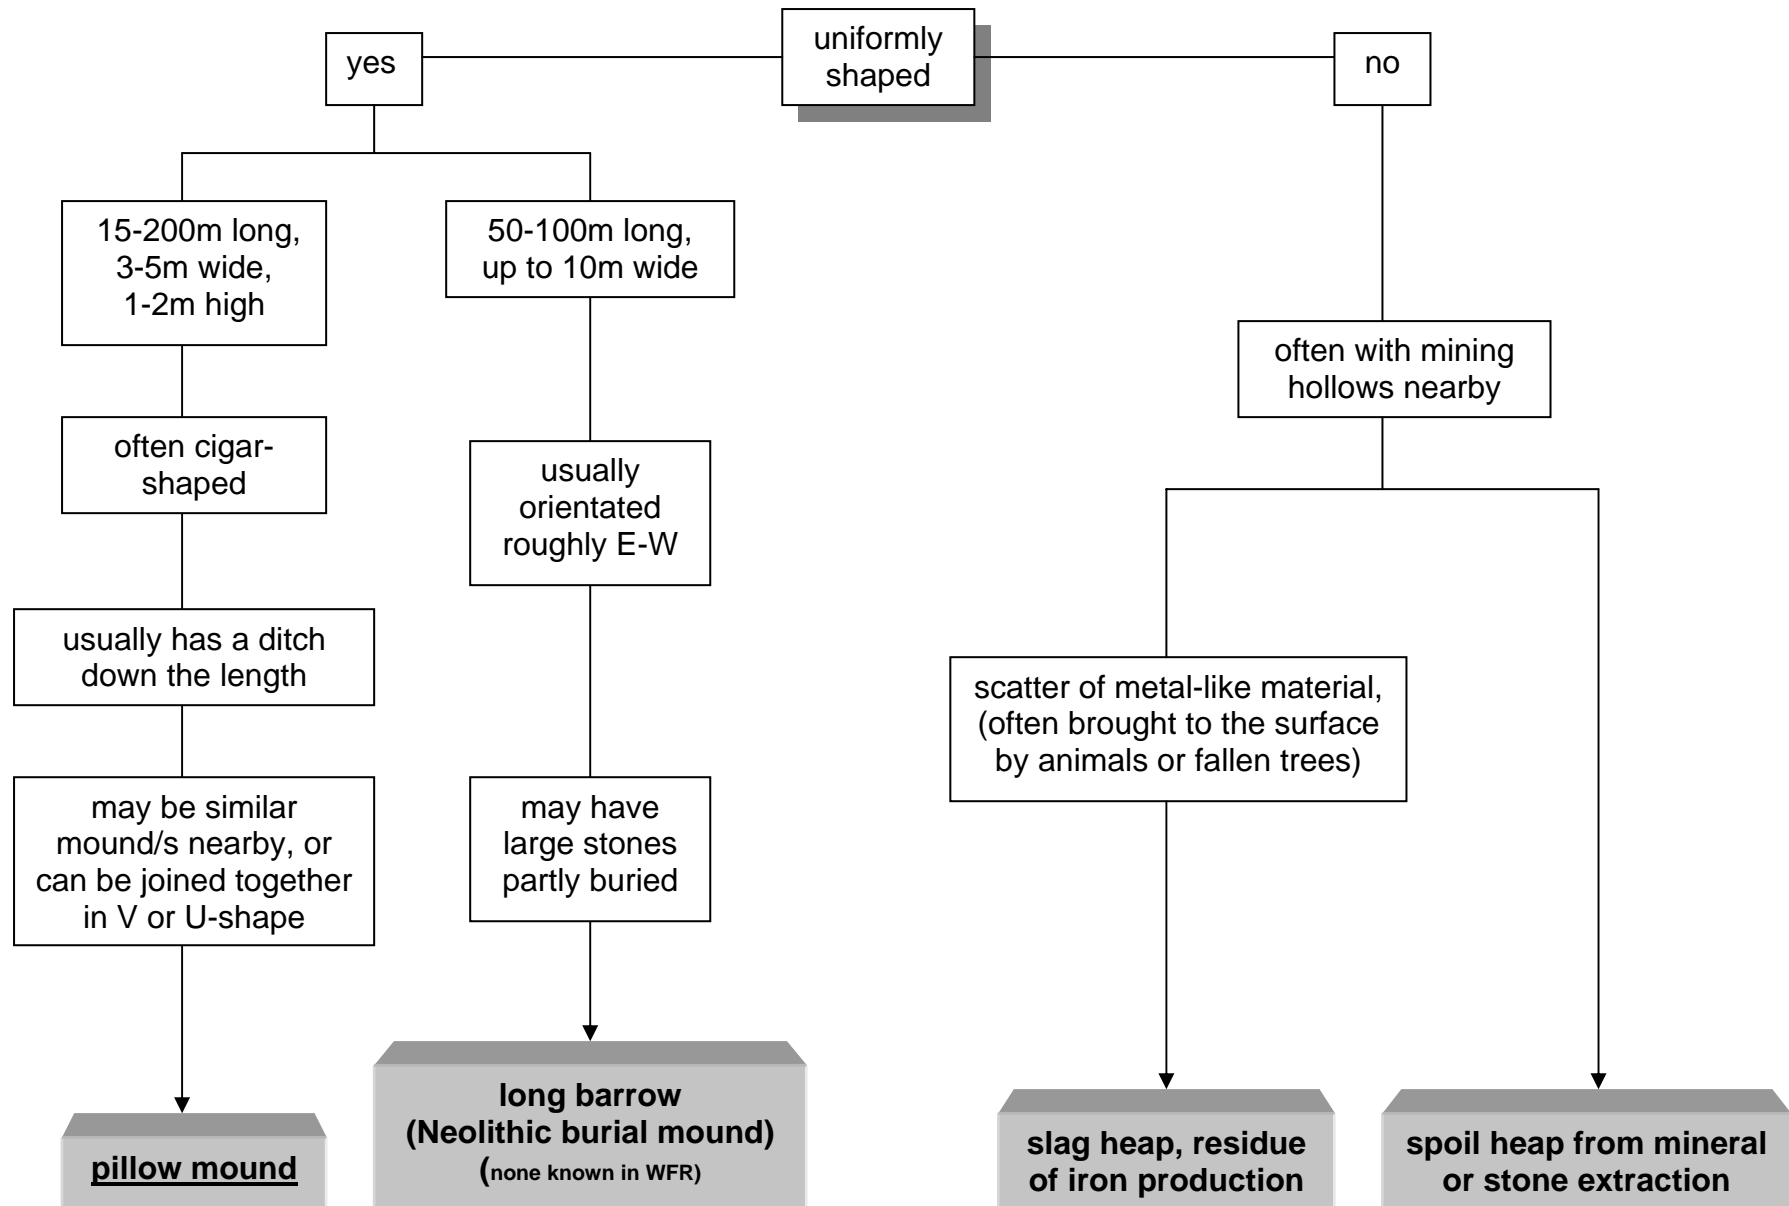 uniformly
shaped
yes
no
15-200m long,
3-5m wide,
1-2m high
often cigar-
shaped
usually has a ditch
down the length
may be similar
mound/s nearby, or
can be joined together
in V or U-shape
pillow mound
50-100m long,
up to 10m wide
usually
orientated
roughly E-W
may have
large stones
partly buried
long barrow
(Neolithic burial mound)
(none known in WFR)
often with mining
hollows nearby
scatter of metal-like material,
(often brought to the surface
by animals or fallen trees)
slag heap, residue
of iron production
spoil heap from mineral
or stone extraction